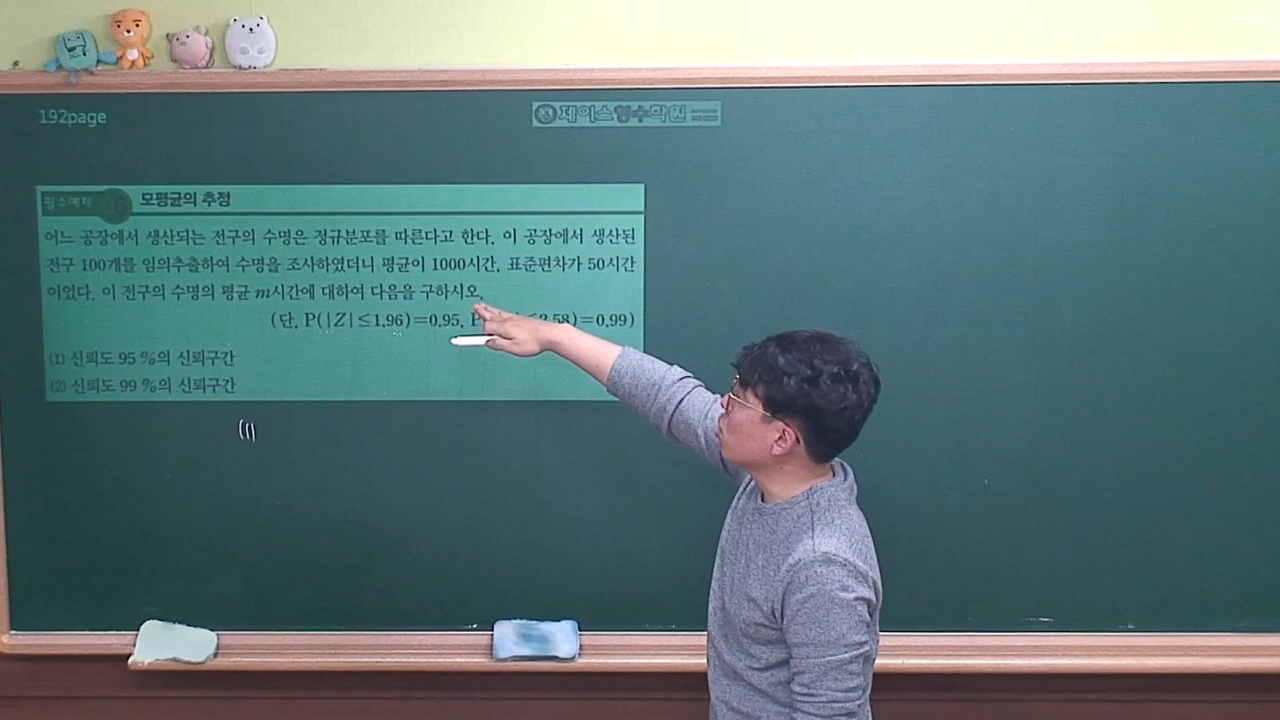 192page
제이스영수학원
필수예제 모평균의 추정
어느 공장에서 생산되는 전구의 수명은 정규분포를 따른다고 한다. 이 공장에서 생산된
전구 100개를 임의추출하여 수명을 조사하였더니 평균이 1000시간, 표준편차가 50시간
이었다. 이 전구의 수명의 평균 m시간에 대하여 다음을 구하시오.
(단, P(|Z|≤1.96)=0.95, P ≤2.58)=0.99)
(1) 신뢰도 95 %의 신뢰구간
(2) 신뢰도 99 %의 신뢰구간
(1)